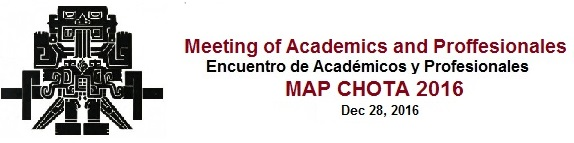 Meeting of Academics and Proffesionales
Encuentro de Académicos y Profesionales
MAP CHOTA 2016
Dec 28, 2016